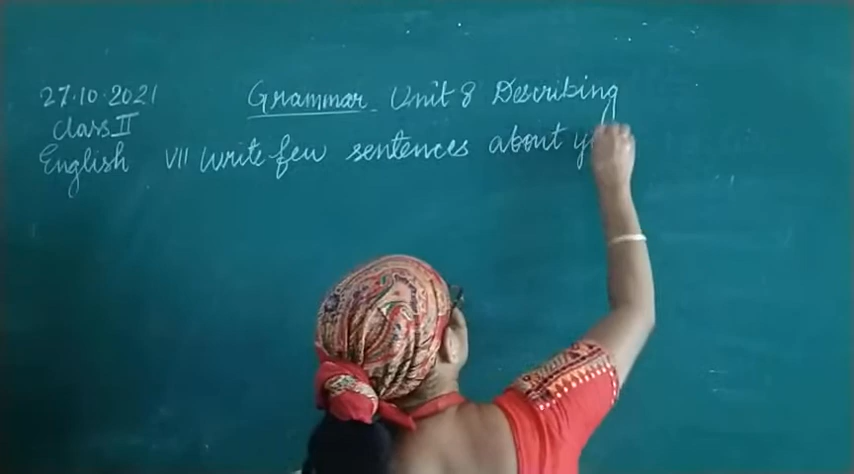 27.10.2021
Grammar Unit 8 Describing
Class II
English
VII Write few sentences about